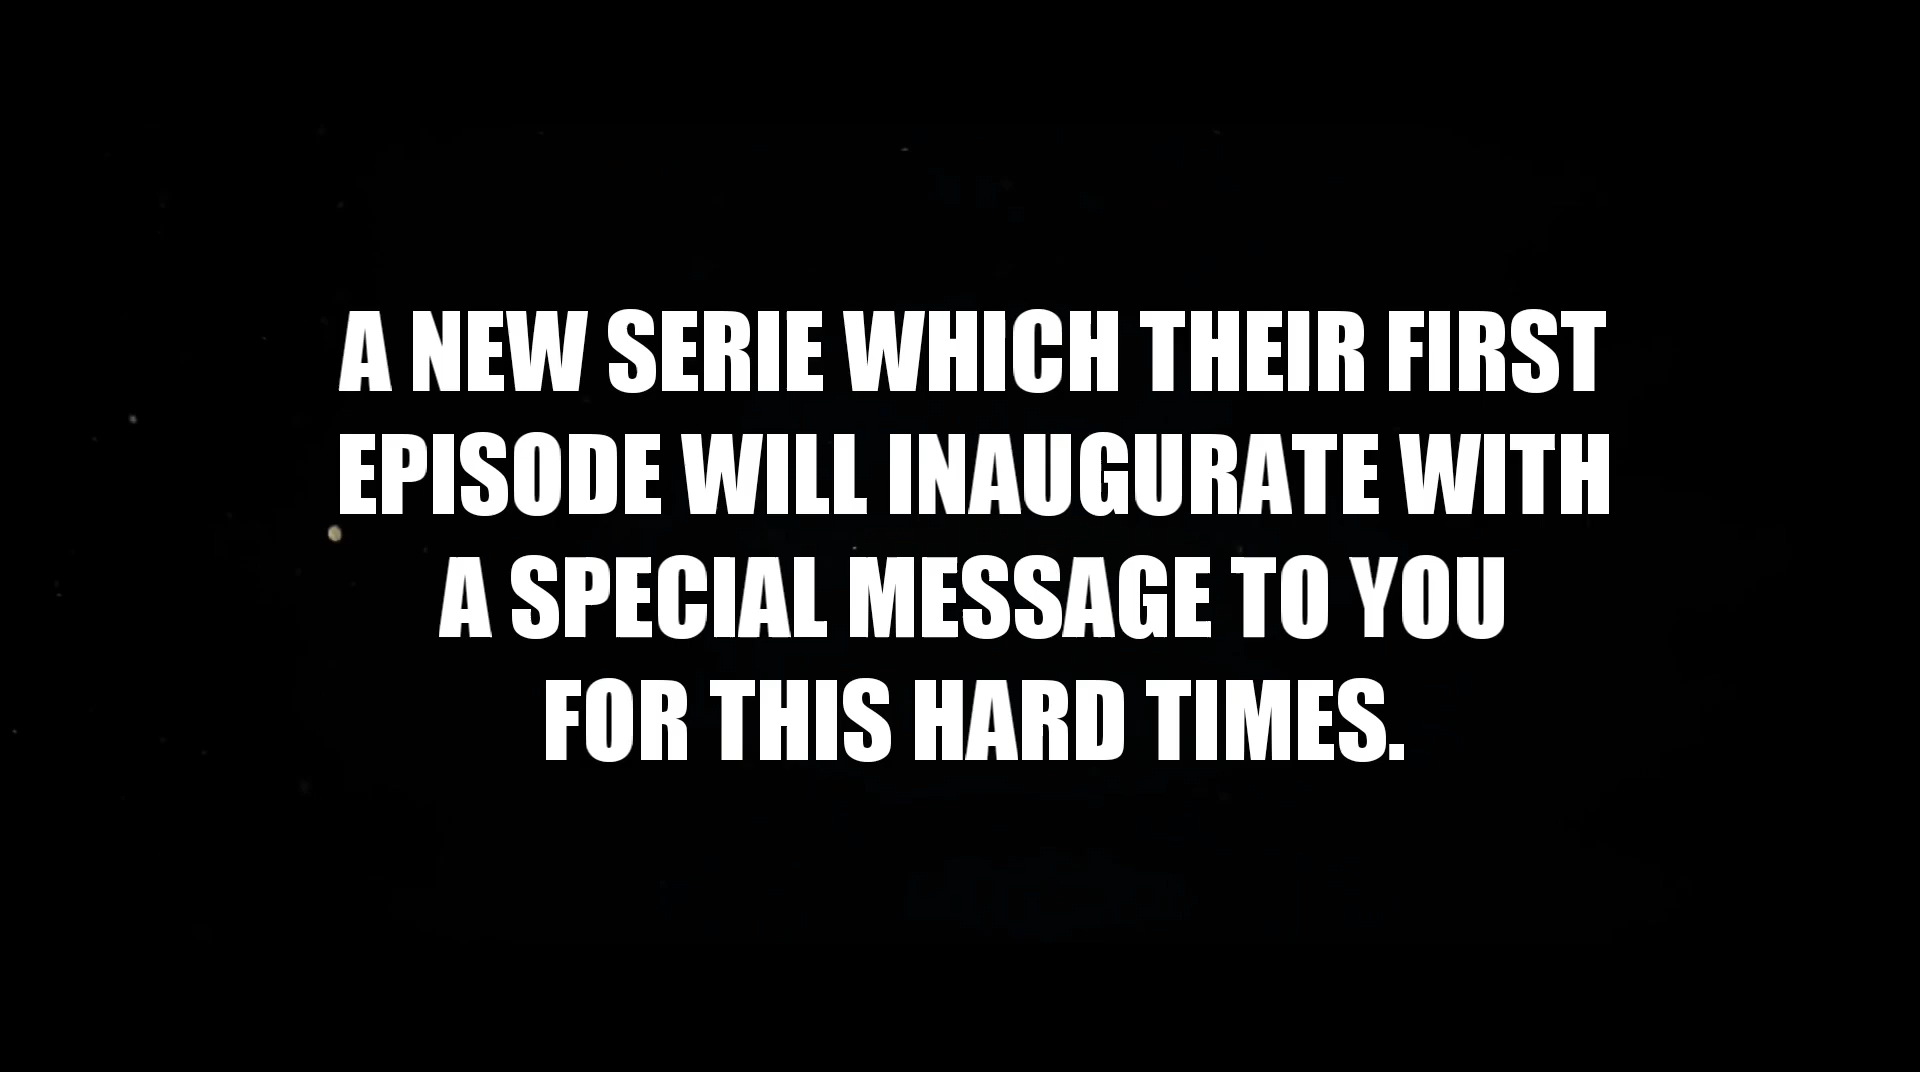 A NEW SERIE WHICH THEIR FIRST
EPISODE WILL INAUGURATE WITH
A SPECIAL MESSAGE TO YOU
FOR THIS HARD TIMES.